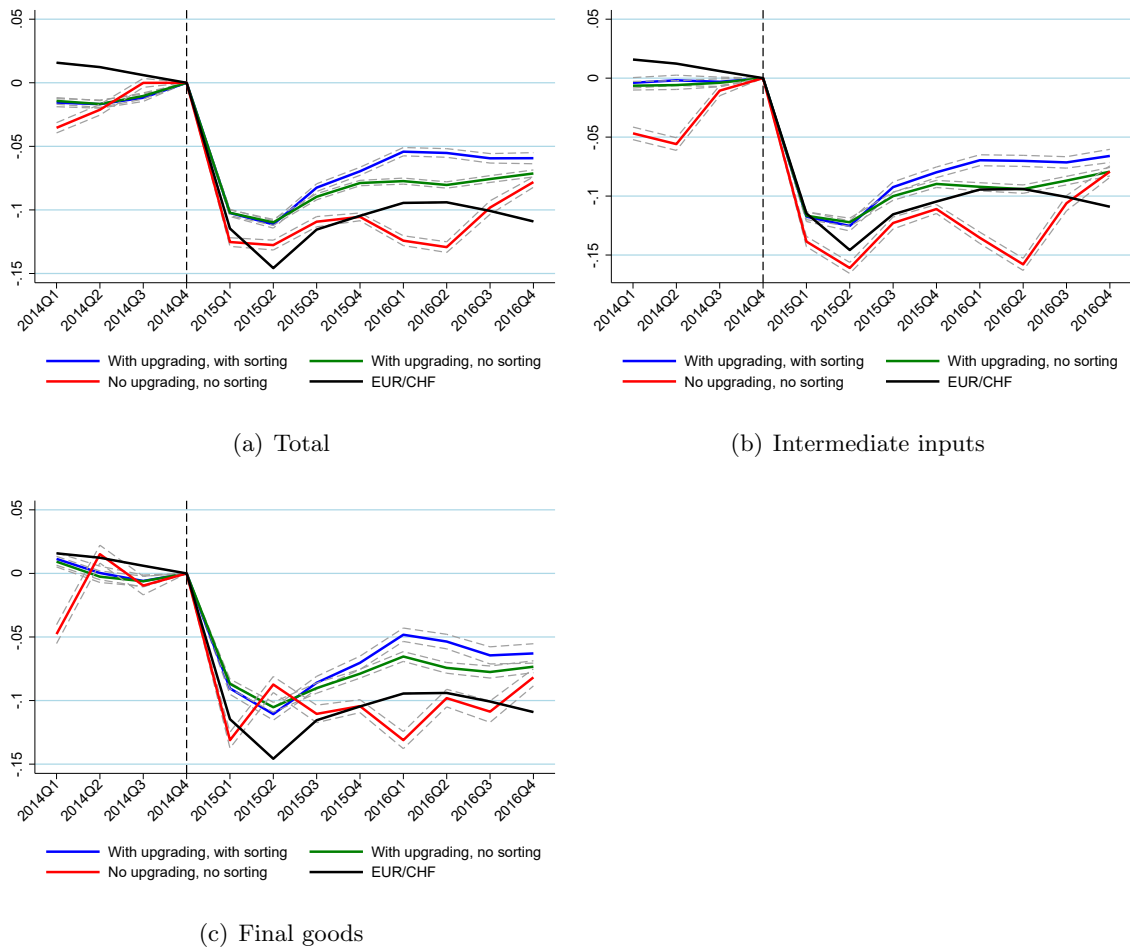 .05
0
-.05
-.1
-.15
2014Q1 2014Q2 2014Q3 2014Q4 2015Q1 2015Q2 2015Q3 2015Q4 2016Q1 2016Q2 2016Q3 2016Q4
With upgrading, with sorting With upgrading, no sorting
No upgrading, no sorting EUR/CHF
(a) Total
.05
0
-.05
-.1
-.15
2014Q1 2014Q2 2014Q3 2014Q4 2015Q1 2015Q2 2015Q3 2015Q4 2016Q1 2016Q2 2016Q3 2016Q4
With upgrading, with sorting With upgrading, no sorting
No upgrading, no sorting EUR/CHF
(b) Intermediate inputs
.05
0
-.05
-.1
-.15
2014Q1 2014Q2 2014Q3 2014Q4 2015Q1 2015Q2 2015Q3 2015Q4 2016Q1 2016Q2 2016Q3 2016Q4
With upgrading, with sorting With upgrading, no sorting
No upgrading, no sorting EUR/CHF
(c) Final goods